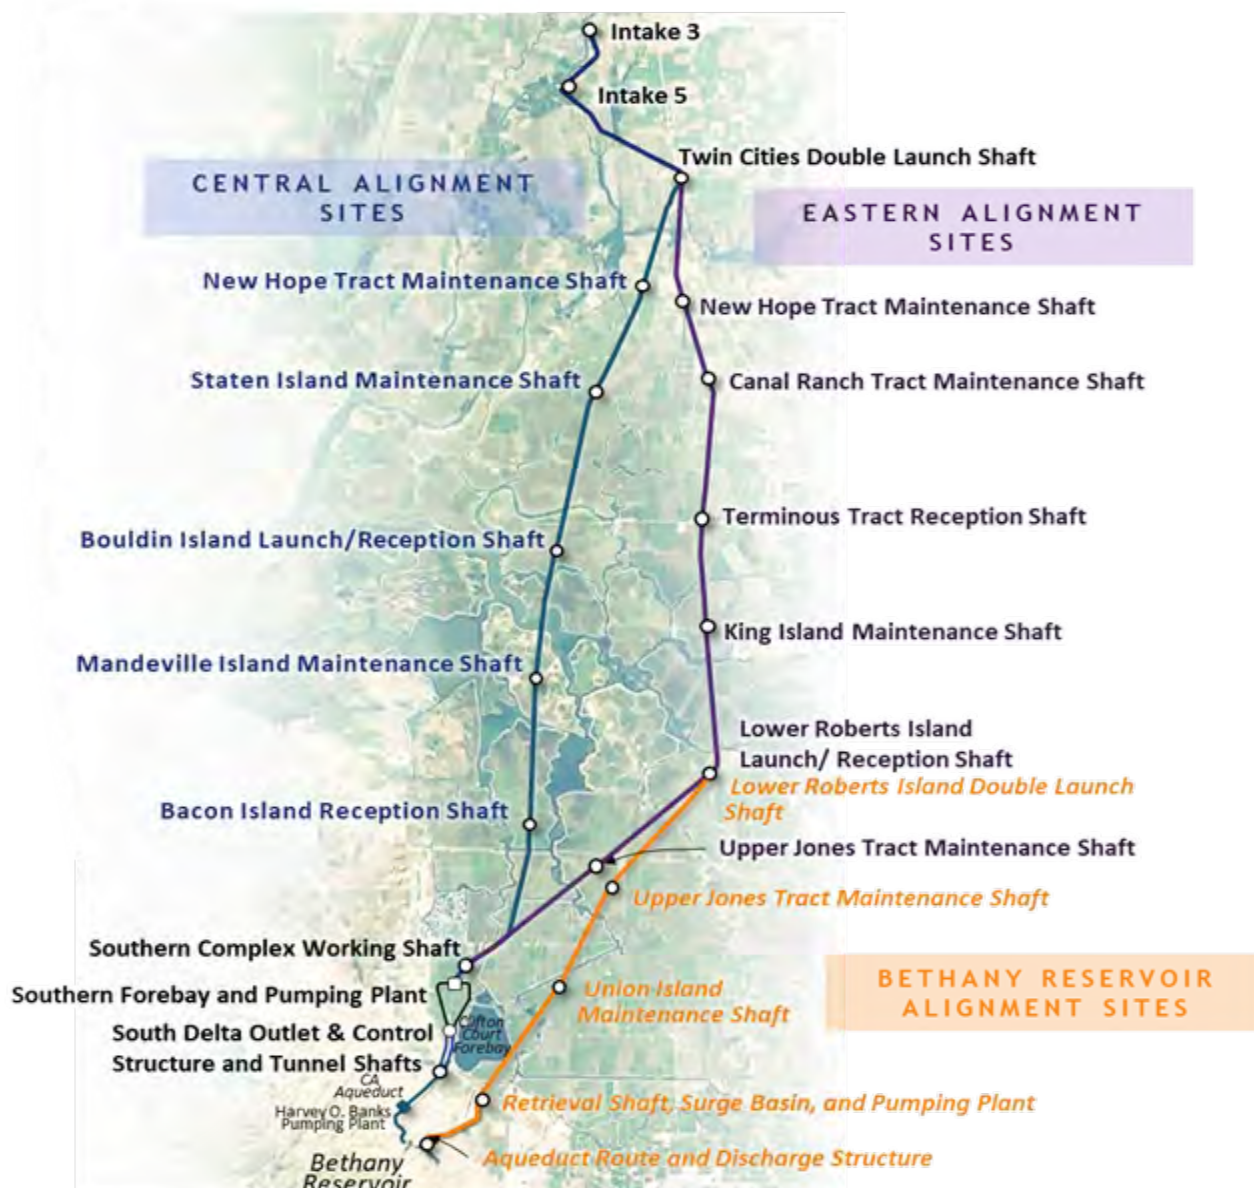 Intake 3
Intake 5
Twin Cities Double Launch Shaft
CENTRAL ALIGNMENT
SITES
EASTERN ALIGNMENT
SITES
New Hope Tract Maintenance Shaft
New Hope Tract Maintenance Shaft
Staten Island Maintenance Shaft
Canal Ranch Tract Maintenance Shaft
Terminous Tract Reception Shaft
Bouldin Island Launch/Reception Shaft
King Island Maintenance Shaft
Mandeville Island Maintenance Shaft
Lower Roberts Island
Launch/ Reception Shaft
Lower Roberts Island Double Launch
Shaft
Bacon Island Reception Shaft
Upper Jones Tract Maintenance Shaft
Upper Jones Tract Maintenance Shaft
Southern Complex Working Shaft
BETHANY RESERVOIR
ALIGNMENT SITES
Southern Forebay and Pumping Plant
Union Island
Maintenance Shaft
South Delta Outlet & Control
Structure and Tunnel Shafts
Clifton
Court
Forebay
CA
Aqueduct
Harvey O. Banks
Pumping Plant
Retrieval Shaft, Surge Basin, and Pumping Plant
Aqueduct Route and Discharge Structure
Bethany
Reservoir